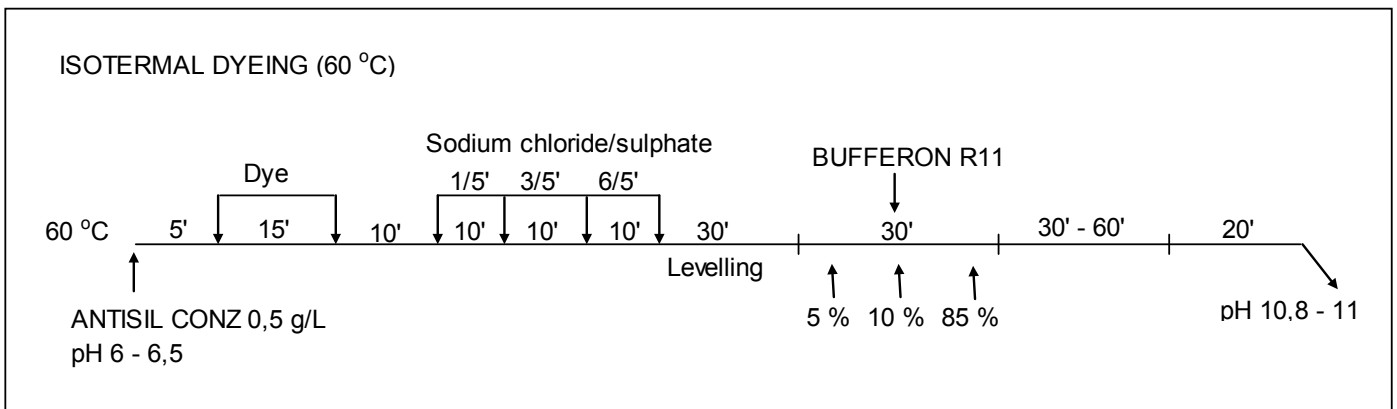 ISOTERMAL DYEING (60 °C)
Sodium chloride/sulphate
BUFFERON R11
Dye
1/5' 3/5' 6/5'
60 °C 5' 15' 10' 10' 10' 10' 30' 30' 30' - 60' 20'
Levelling
5 % 10 % 85 %
pH 10,8 - 11
ANTISIL CONZ 0,5 g/L
pH 6 - 6,5